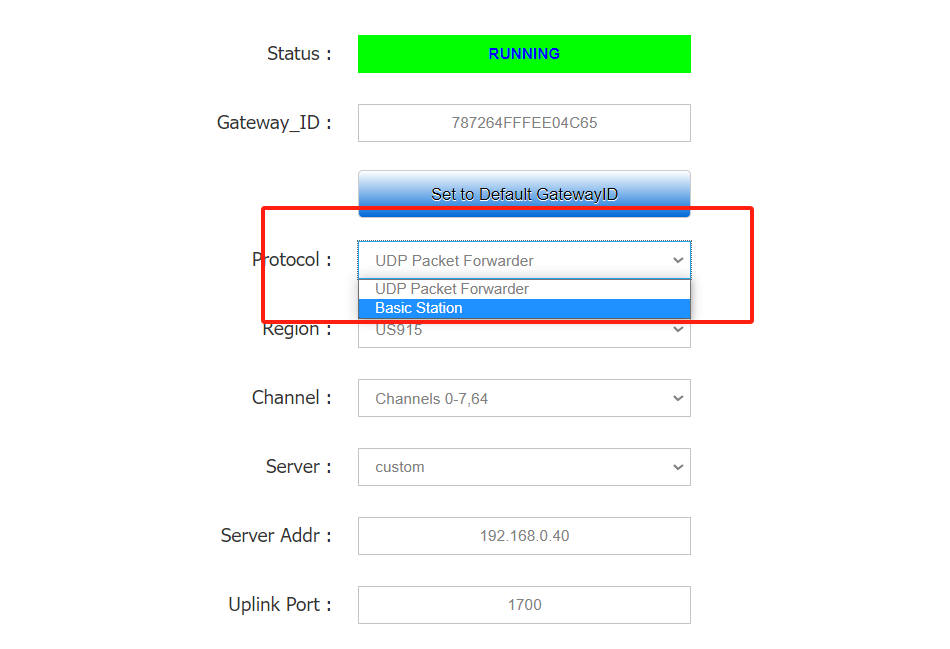 Status : RUNNING
Gateway_ID : 787264FFFEE04C65
Set to Default GatewayID
Protocol : UDP Packet Forwarder
UDP Packet Forwarder
Basic Station
Region : US915
Channel : Channels 0-7,64
Server : custom
Server Addr : 192.168.0.40
Uplink Port : 1700